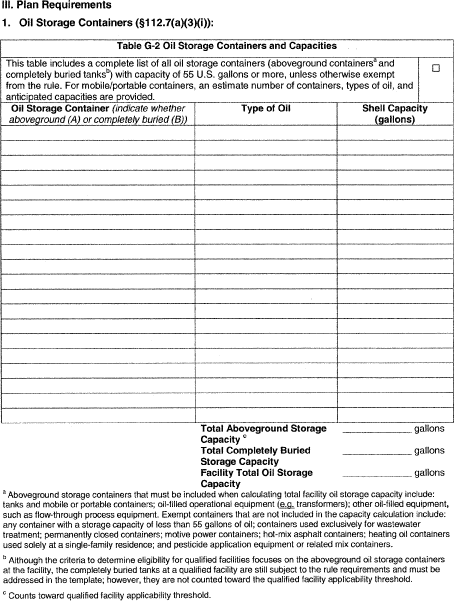 III. Plan Requirements
1. Oil Storage Containers (§112.7(a)(3)(i)):
Table G-2 Oil Storage Containers and Capacities
This table includes a complete list of all oil storage containers (aboveground containersᵃ and
completely buried tanksᵇ) with capacity of 55 U.S. gallons or more, unless otherwise exempt
from the rule. For mobile/portable containers, an estimate number of containers, types of oil, and
anticipated capacities are provided.
☐
Oil Storage Container (indicate whether
aboveground (A) or completely buried (B))
Type of Oil
Shell Capacity
(gallons)
Total Aboveground Storage
Capacity ᶜ
____________ gallons
Total Completely Buried
Storage Capacity
____________ gallons
Facility Total Oil Storage
Capacity
____________ gallons
ᵃ Aboveground storage containers that must be included when calculating total facility oil storage capacity include:
tanks and mobile or portable containers; oil-filled operational equipment (e.g. transformers); other oil-filled equipment,
such as flow-through process equipment. Exempt containers that are not included in the capacity calculation include:
any container with a storage capacity of less than 55 gallons of oil; containers used exclusively for wastewater
treatment; permanently closed containers; motive power containers; hot-mix asphalt containers; heating oil containers
used solely at a single-family residence; and pesticide application equipment or related mix containers.
ᵇ Although the criteria to determine eligibility for qualified facilities focuses on the aboveground oil storage containers
at the facility, the completely buried tanks at a qualified facility are still subject to the rule requirements and must be
addressed in the template; however, they are not counted toward the qualified facility applicability threshold.
ᶜ Counts toward qualified facility applicability threshold.